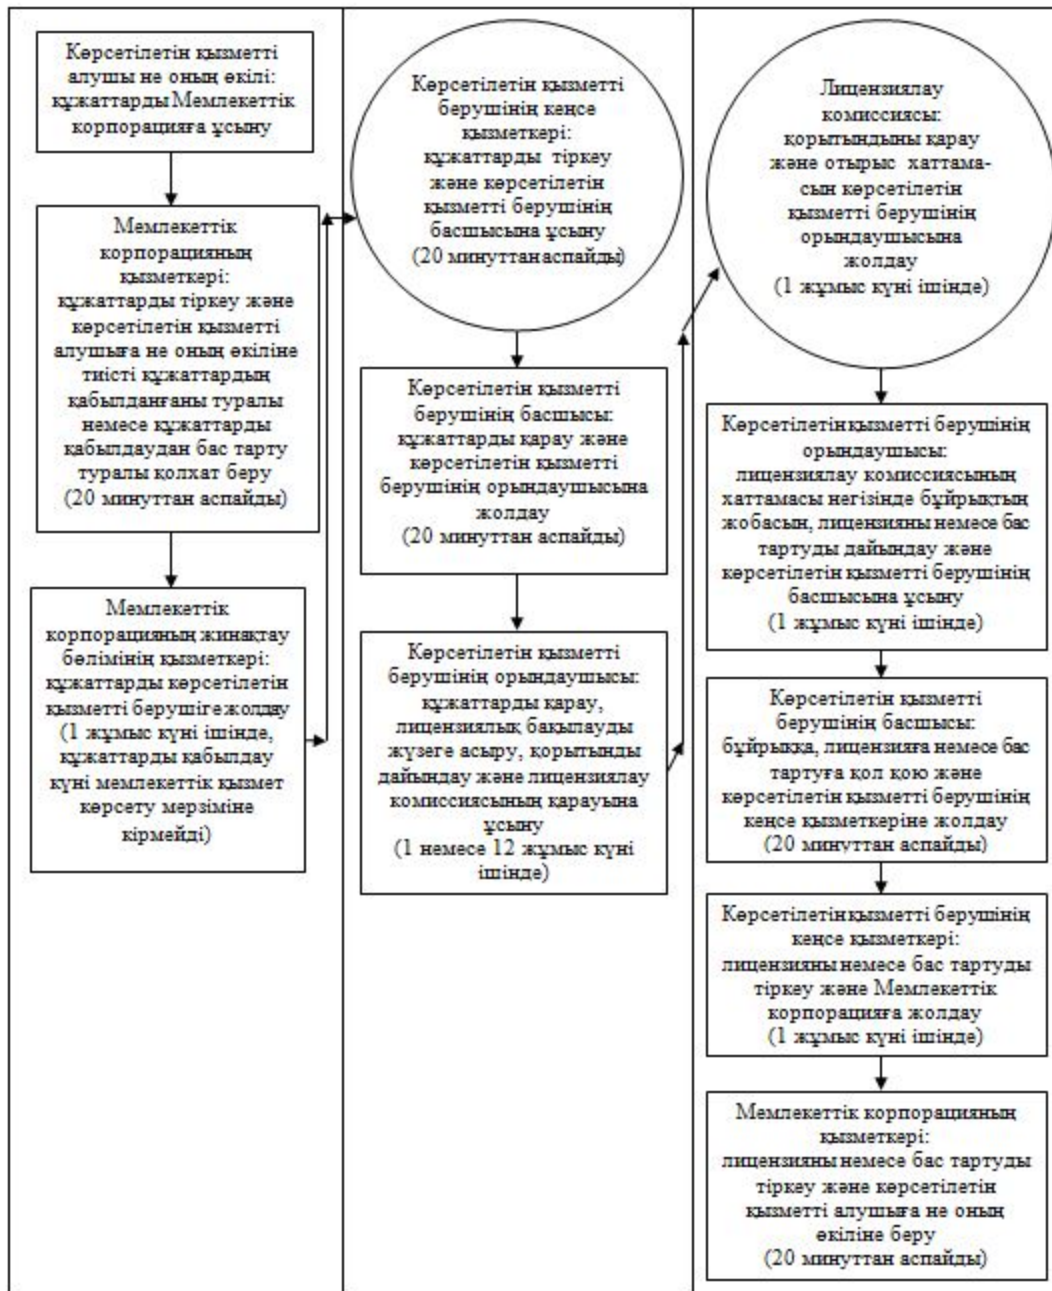 Көрсетілетін қызметті
алушы не оның өкілі:
құжаттарды Мемлекеттік
корпорацияға ұсыну
Мемлекеттік
корпорацияның
қызметкері:
құжаттарды тіркеу және
көрсетілетін қызметті
алушыға не оның өкіліне
тиісті құжаттардың
қабылданғаны туралы
немесе құжаттарды
қабылдаудан бас тарту
туралы қолхат беру
(20 минуттан аспайды)
Мемлекеттік
корпорацияның жинақтау
бөлімінің қызметкері:
құжаттарды көрсетілетін
қызметті берушіге жолдау
(1 жұмыс күні ішінде,
құжаттарды қабылдау
күні мемлекеттік қызмет
көрсету мерзіміне
кірмейді)
Көрсетілетін қызметті
берушінің кеңсе
қызметкері:
құжаттарды тіркеу
және көрсетілетін
қызметті берушінің
басшысына ұсыну
(20 минуттан аспайды)
Көрсетілетін қызметті
берушінің басшысы:
құжаттарды қарау және
көрсетілетін қызметті
берушінің орындаушысына
жолдау
(20 минуттан аспайды)
Көрсетілетін қызметті
берушінің орындаушысы:
құжаттарды қарау,
лицензиялық бақылауды
жүзеге асыру, қорытынды
дайындау және лицензиялау
комиссиясының қарауына
ұсыну
(1 немесе 12 жұмыс күні
ішінде)
Лицензиялау
комиссиясы:
қорытындыны қарау
және отырыс хаттама-
сын көрсетілетін
қызметті берушінің
орындаушысына
жолдау
(1 жұмыс күні ішінде)
Көрсетілетін қызметті берушінің
орындаушысы:
лицензиялау комиссиясының
хаттамасы негізінде бұйрықтың
жобасын, лицензияны немесе бас
тартуды дайындау және
көрсетілетін қызметті берушінің
басшысына ұсыну
(1 жұмыс күні ішінде)
Көрсетілетін қызметті
берушінің басшысы:
бұйрыққа, лицензияға немесе бас
тартуға қол қою және
көрсетілетін қызметті берушінің
кеңсе қызметкеріне жолдау
(20 минуттан аспайды)
Көрсетілетін қызметті берушінің
кеңсе қызметкері:
лицензияны немесе бас тартуды
тіркеу және Мемлекеттік
корпорацияға жолдау
(1 жұмыс күні ішінде)
Мемлекеттік корпорацияның
қызметкері:
лицензияны немесе бас тартуды
тіркеу және көрсетілетін
қызметті алушыға не оның
өкіліне беру
(20 минуттан аспайды)